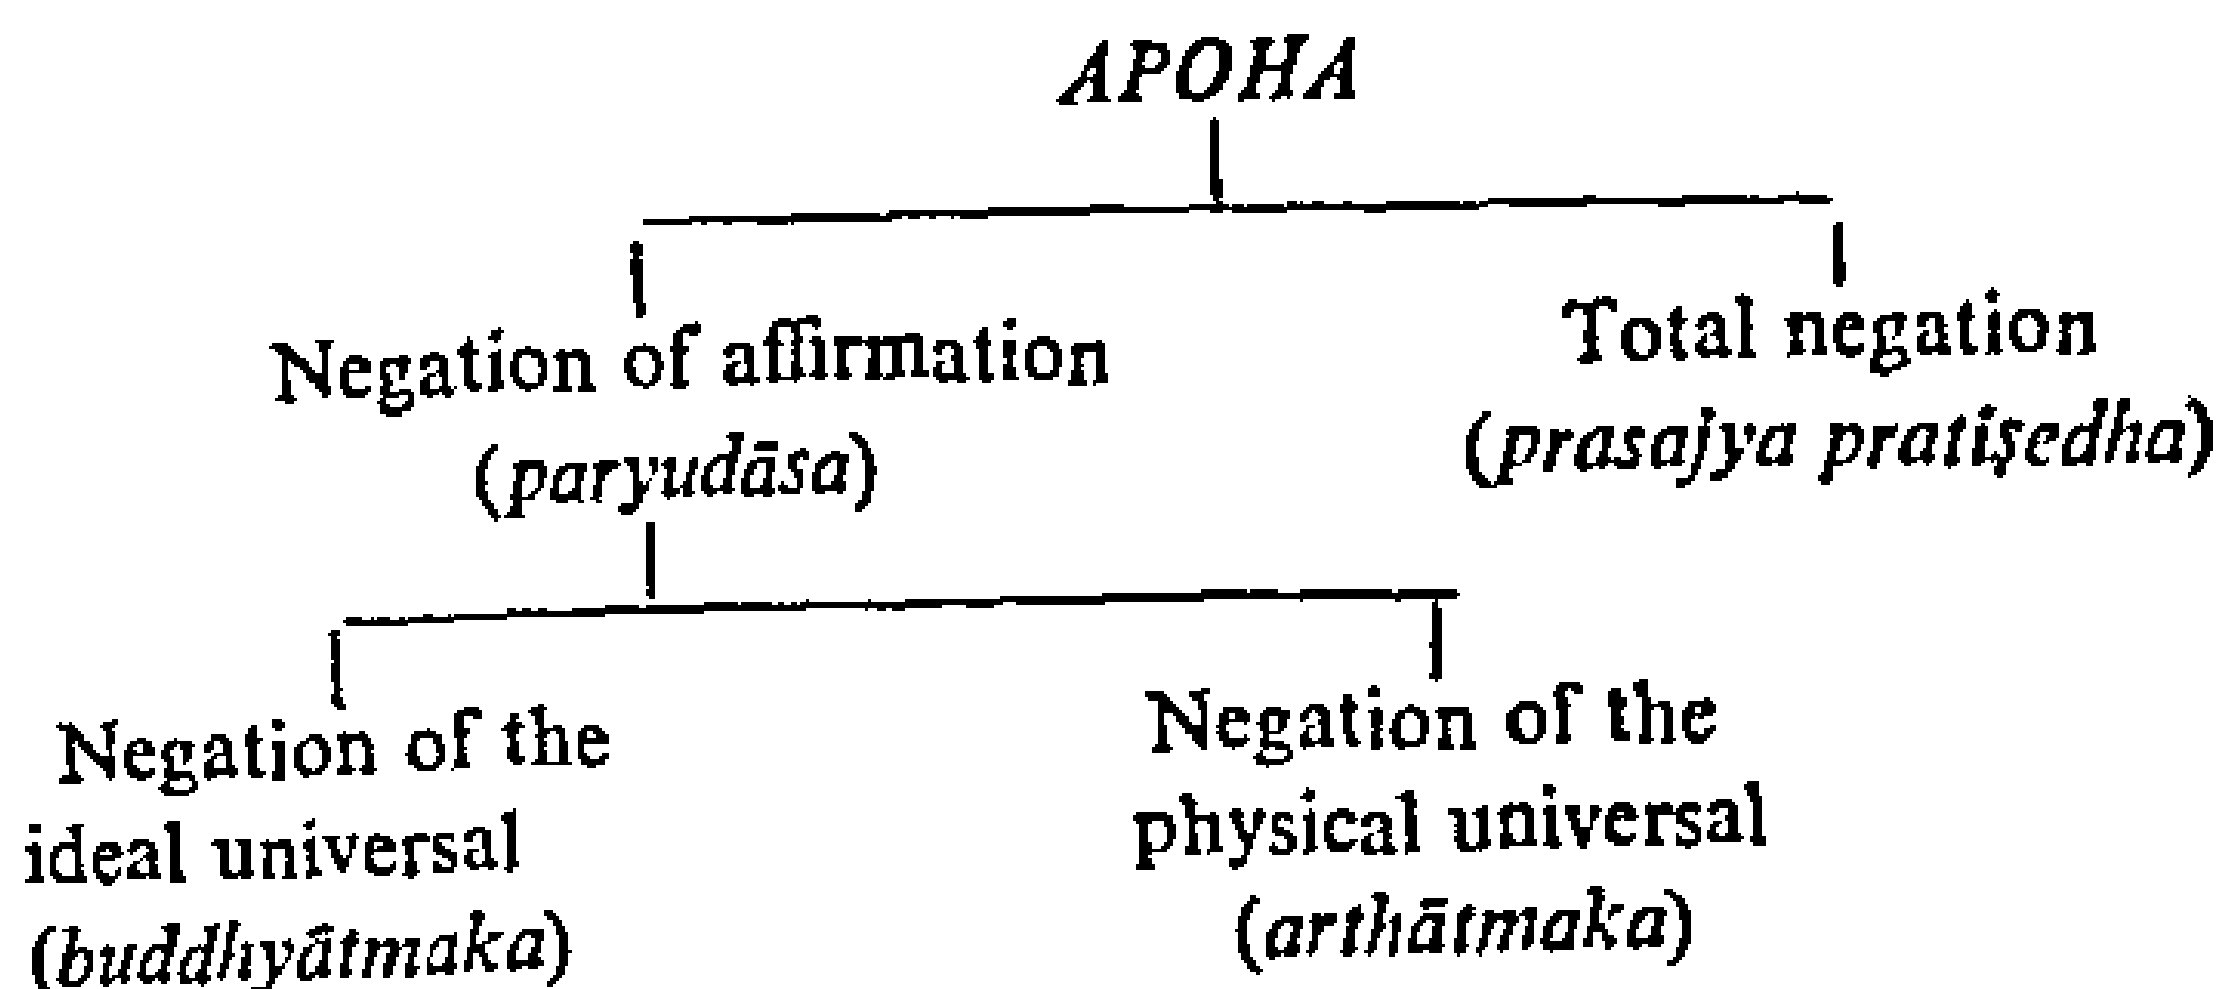 APOHA
Negation of affirmation
(paryudāsa)
Total negation
(prasajya pratiṣedha)
Negation of the
ideal universal
(buddhyātmaka)
Negation of the
physical universal
(arthātmaka)